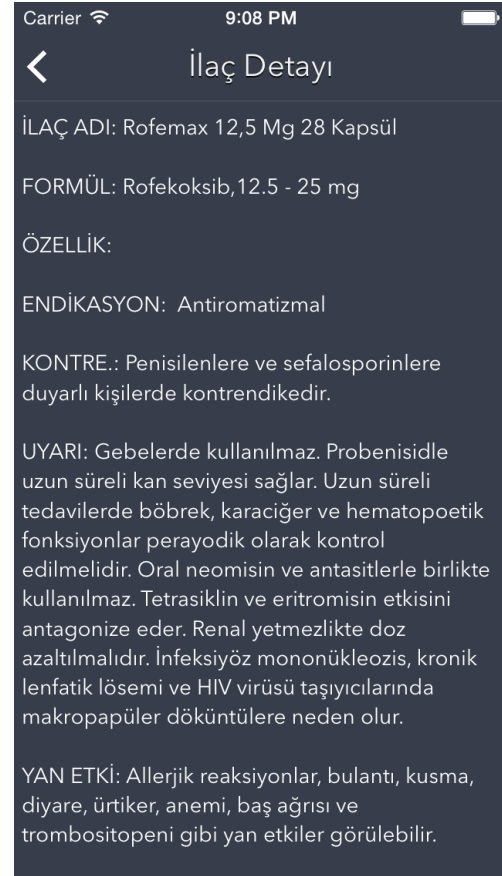 Carrier 9:08 PM
İlaç Detayı
İLAÇ ADI: Rofemax 12,5 Mg 28 Kapsül
FORMÜL: Rofekoksib,12.5 - 25 mg
ÖZELLİK:
ENDİKASYON:  Antiromatizmal
KONTRE.: Penisilenlere ve sefalosporinlere
duyarlı kişilerde kontrendikedir.
UYARI: Gebelerde kullanılmaz. Probenisidle
uzun süreli kan seviyesi sağlar. Uzun süreli
tedavilerde böbrek, karaciğer ve hematopoetik
fonksiyonlar perayodik olarak kontrol
edilmelidir. Oral neomisin ve antasitlerle birlikte
kullanılmaz. Tetrasiklin ve eritromisin etkisini
antagonize eder. Renal yetmezlikte doz
azaltılmalıdır. İnfeksiyöz mononükleozis, kronik
lenfatik lösemi ve HIV virüsü taşıyıcılarında
makropapüler döküntülere neden olur.
YAN ETKİ: Allerjik reaksiyonlar, bulantı, kusma,
diyare, ürtiker, anemi, baş ağrısı ve
trombositopeni gibi yan etkiler görülebilir.